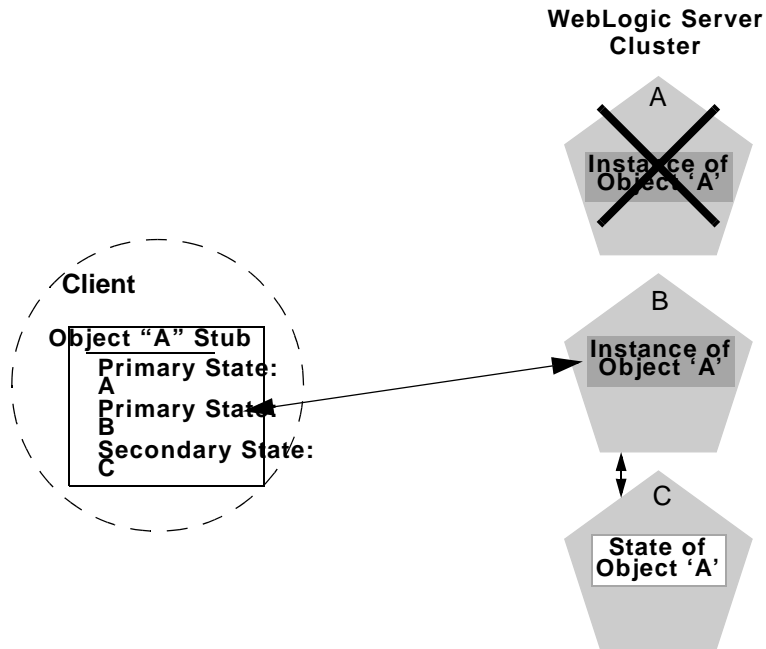 WebLogic Server
Cluster
A
Instance of
Object ‘A’
Client
Object “A” Stub
Primary State:
A
Primary State:
B
Secondary State:
C
B
Instance of
Object ‘A’
C
State of
Object ‘A’